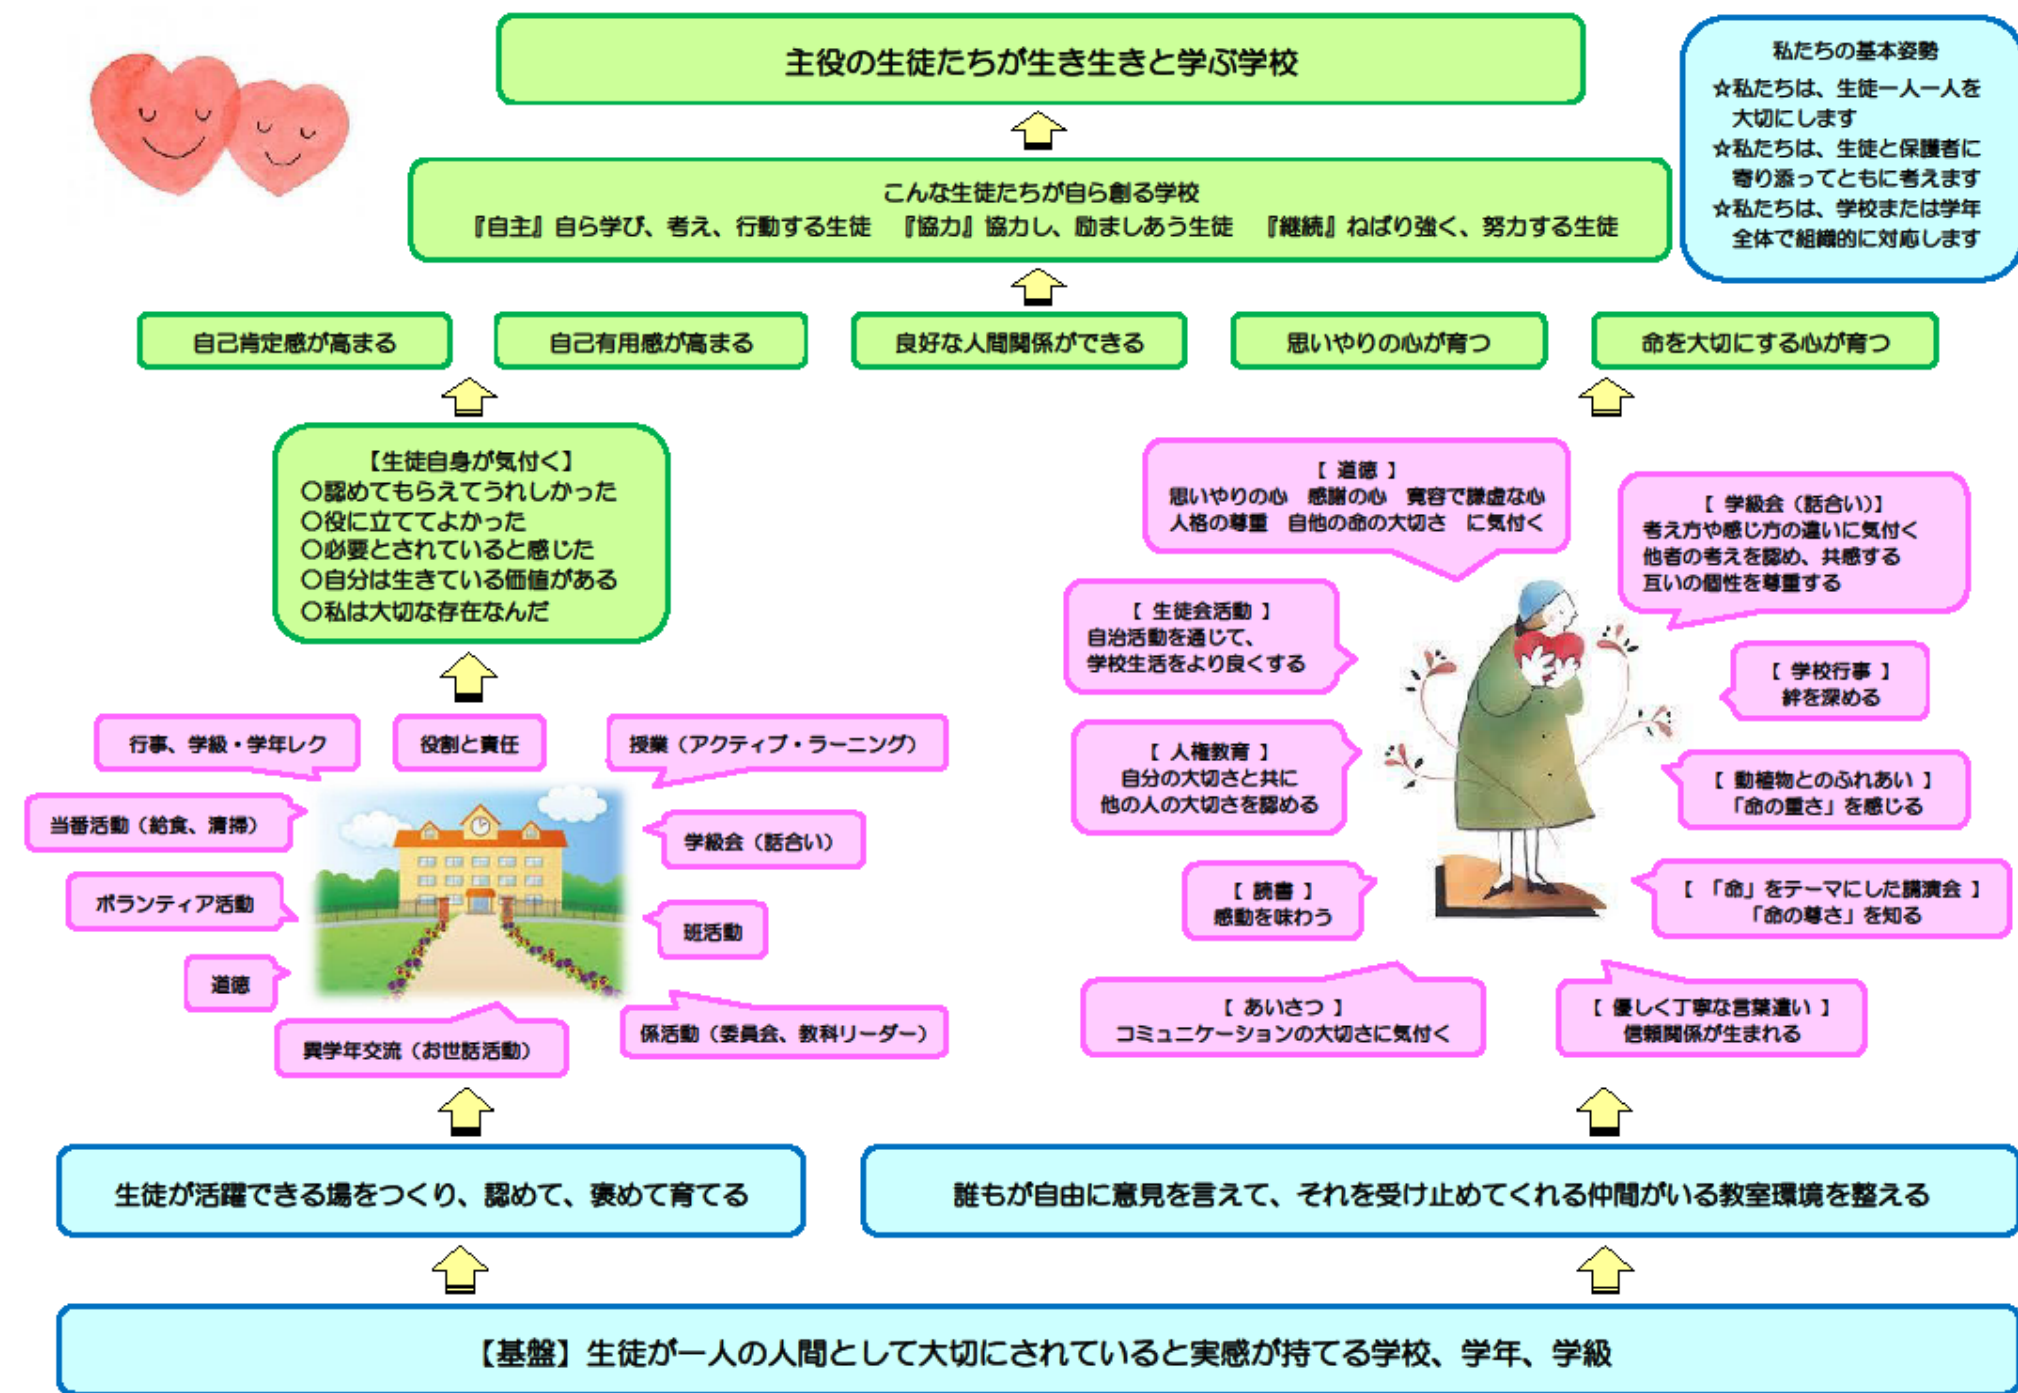 主役の生徒たちが生き生きと学ぶ学校
私たちの基本姿勢
☆私たちは、生徒一人一人を
大切にします
☆私たちは、生徒と保護者に
寄り添ってともに考えます
☆私たちは、学校または学年
全体で組織的に対応します
こんな生徒たちが自ら創る学校
『自主』自ら学び、考え、行動する生徒　『協力』協力し、励ましあう生徒　『継続』ねばり強く、努力する生徒
自己肯定感が高まる
自己有用感が高まる
良好な人間関係ができる
思いやりの心が育つ
命を大切にする心が育つ
【生徒自身が気付く】
○認めてもらえてうれしかった
○役に立ててよかった
○必要とされていると感じた
○自分は生きている価値がある
○私は大切な存在なんだ
行事、学級・学年レク
役割と責任
授業（アクティブ・ラーニング）
当番活動（給食、清掃）
学級会（話合い）
ボランティア活動
班活動
道徳
異学年交流（お世話活動）
係活動（委員会、教科リーダー）
【 道徳 】
思いやりの心　感謝の心　寛容で謙虚な心
人格の尊重　自他の命の大切さ　に気付く
【 学級会（話合い）】
考え方や感じ方の違いに気付く
他者の考えを認め、共感する
互いの個性を尊重する
【 生徒会活動 】
自治活動を通じて、
学校生活をより良くする
【 学校行事 】
絆を深める
【 人権教育 】
自分の大切さと共に
他の人の大切さを認める
【 動植物とのふれあい 】
「命の重さ」を感じる
【 読書 】
感動を味わう
【 「命」をテーマにした講演会 】
「命の尊さ」を知る
【 あいさつ 】
コミュニケーションの大切さに気付く
【 優しく丁寧な言葉遣い 】
信頼関係が生まれる
生徒が活躍できる場をつくり、認めて、褒めて育てる
誰もが自由に意見を言えて、それを受け止めてくれる仲間がいる教室環境を整える
【基盤】生徒が一人の人間として大切にされていると実感が持てる学校、学年、学級